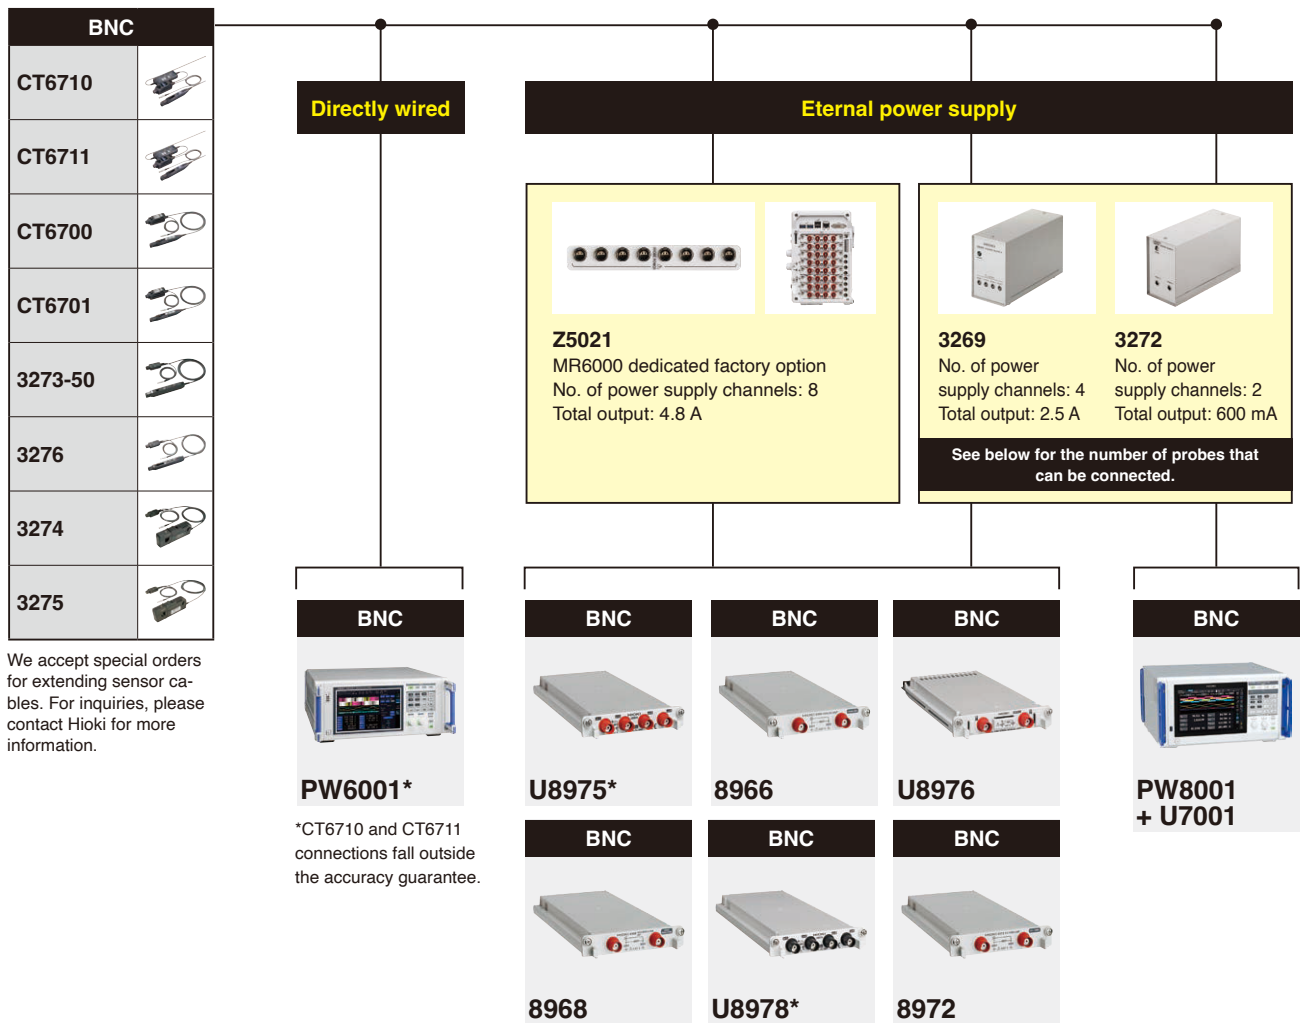 BNC
CT6710
CT6711
CT6700
CT6701
3273-50
3276
3274
3275
We accept special orders
for extending sensor ca-
bles. For inquiries, please
contact Hioki for more
information.
Directly wired
Eternal power supply
Z5021
MR6000 dedicated factory option
No. of power supply channels: 8
Total output: 4.8 A
3269
No. of power
supply channels: 4
Total output: 2.5 A
3272
No. of power
supply channels: 2
Total output: 600 mA
See below for the number of probes that
can be connected.
BNC
PW6001*
*CT6710 and CT6711
connections fall outside
the accuracy guarantee.
BNC
U8975*
BNC
8966
BNC
U8976
BNC
PW8001
+ U7001
BNC
8968
BNC
U8978*
BNC
8972